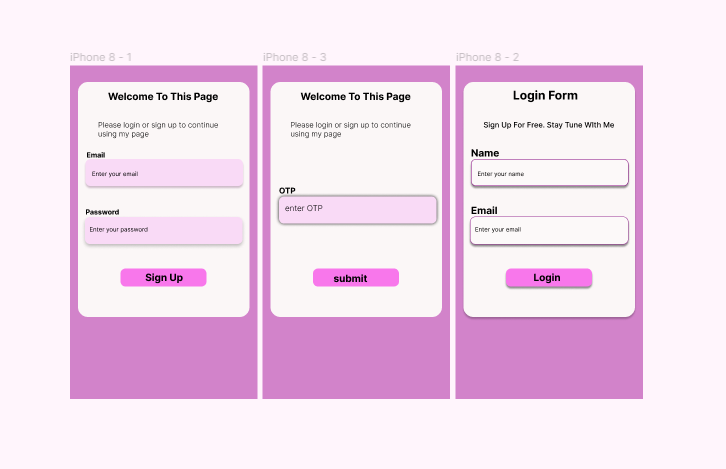 iPhone 8 - 1
Welcome To This Page
Please login or sign up to continue
using my page
Email
Enter your email
Password
Enter your password
Sign Up
iPhone 8 - 3
Welcome To This Page
Please login or sign up to continue
using my page
OTP
enter OTP
submit
iPhone 8 - 2
Login Form
Sign Up For Free. Stay Tune With Me
Name
Enter your name
Email
Enter your email
Login